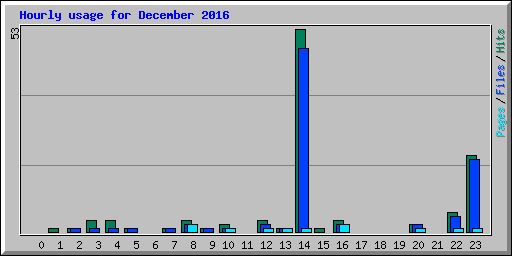 Hourly usage for December 2016
53
Pages/Files/Hits
0 1 2 3 4 5 6 7 8 9 10 11 12 13 14 15 16 17 18 19 20 21 22 23